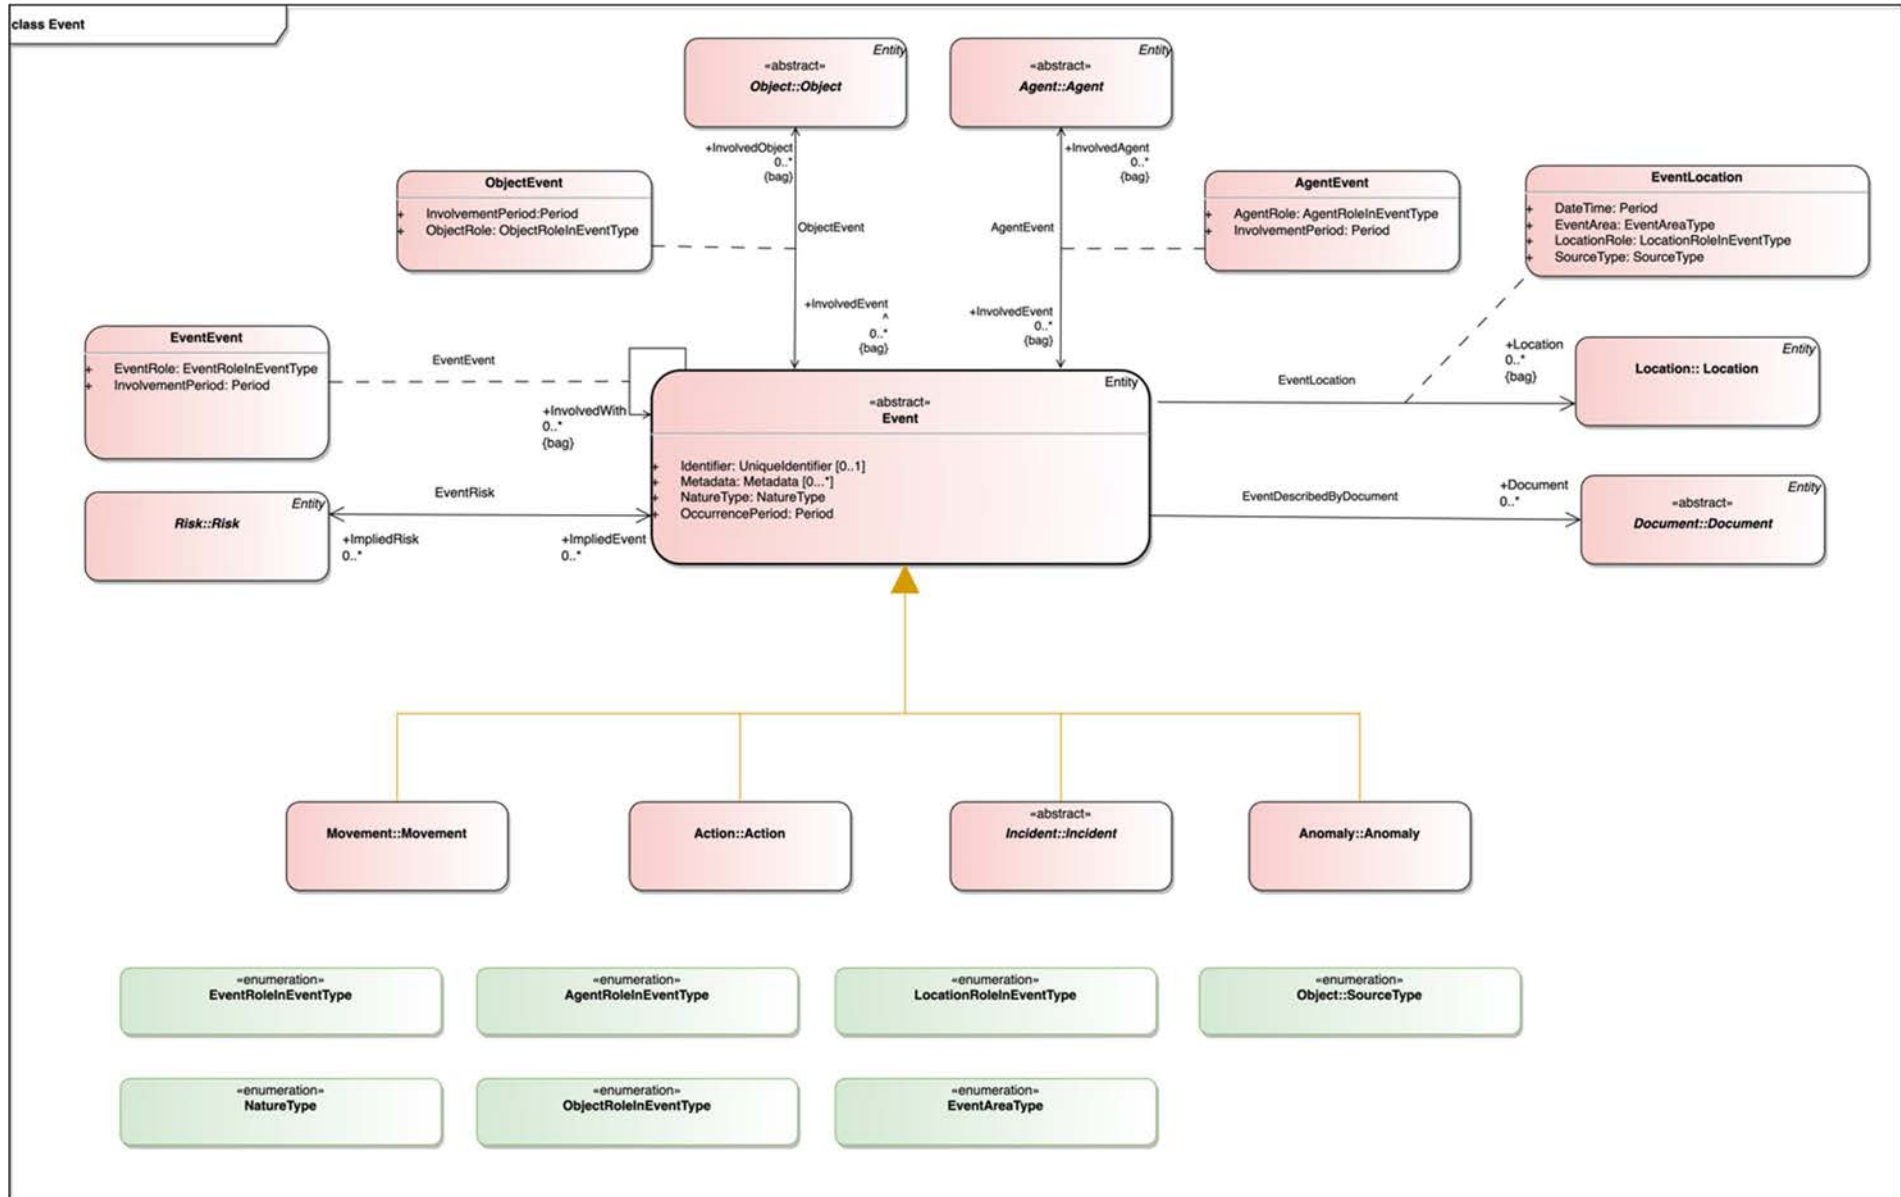 class Event
Entity
«abstract»
Object::Object
Entity
«abstract»
Agent::Agent
+InvolvedObject
0..*
{bag}
+InvolvedAgent
0..*
{bag}
ObjectEvent
+ InvolvementPeriod:Period
+ ObjectRole: ObjectRoleInEventType
AgentEvent
+ AgentRole: AgentRoleInEventType
+ InvolvementPeriod: Period
EventLocation
+ DateTime: Period
+ EventArea: EventAreaType
+ LocationRole: LocationRoleInEventType
+ SourceType: SourceType
ObjectEvent
AgentEvent
+InvolvedEvent
^
0..*
{bag}
+InvolvedEvent
0..*
{bag}
EventEvent
+ EventRole: EventRoleInEventType
+ InvolvementPeriod: Period
EventEvent
+InvolvedWith
0..*
{bag}
Entity
«abstract»
Event
+ Identifier: UniqueIdentifier [0..1]
+ Metadata: Metadata [0...*]
+ NatureType: NatureType
+ OccurrencePeriod: Period
EventLocation
+Location
0..*
{bag}
Entity
Location:: Location
Entity
Risk::Risk
EventRisk
+ImpliedRisk
0..*
+ImpliedEvent
0..*
EventDescribedByDocument
+Document
0..*
Entity
«abstract»
Document::Document
Movement::Movement
Action::Action
«abstract»
Incident::Incident
Anomaly::Anomaly
«enumeration»
EventRoleInEventType
«enumeration»
AgentRoleInEventType
«enumeration»
LocationRoleInEventType
«enumeration»
Object::SourceType
«enumeration»
NatureType
«enumeration»
ObjectRoleInEventType
«enumeration»
EventAreaType